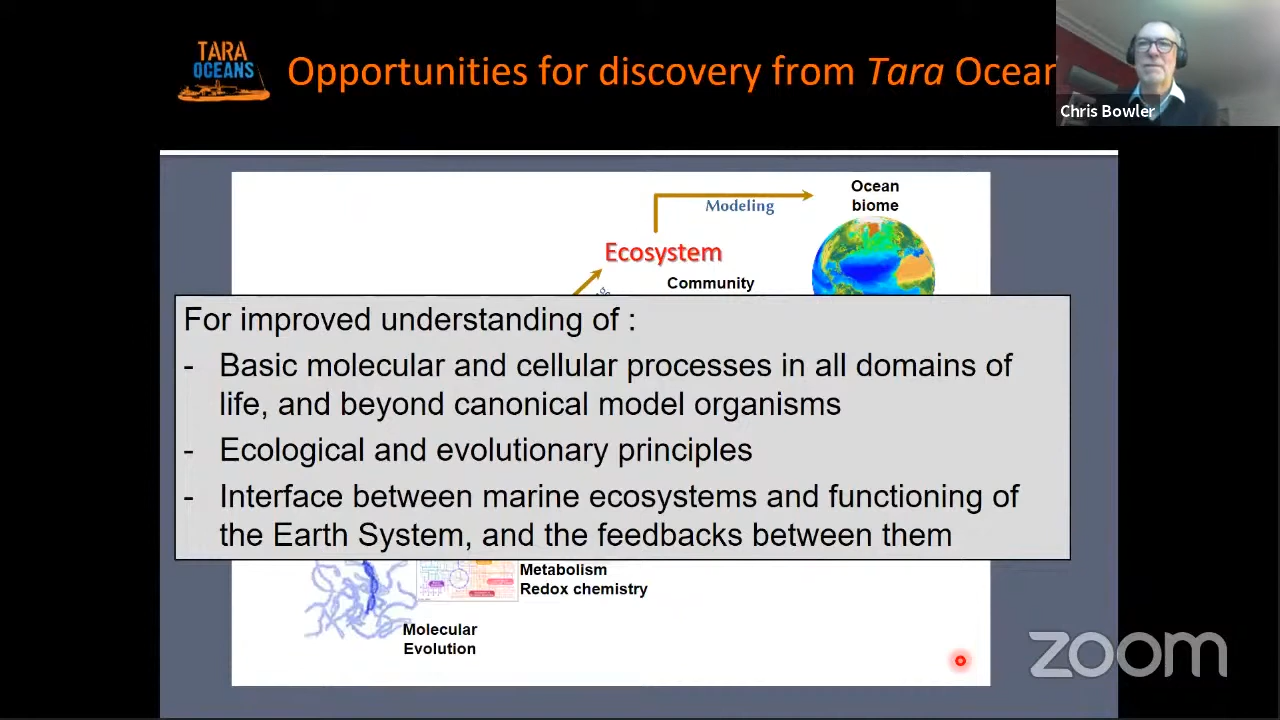 TARA
OCEANS
Opportunities for discovery from Tara Ocean
Chris Bowler
Ocean
biome
Modeling
Ecosystem
Community
For improved understanding of :
- Basic molecular and cellular processes in all domains of
life, and beyond canonical model organisms
- Ecological and evolutionary principles
- Interface between marine ecosystems and functioning of
the Earth System, and the feedbacks between them
Metabolism
Redox chemistry
Molecular
Evolution
zoom